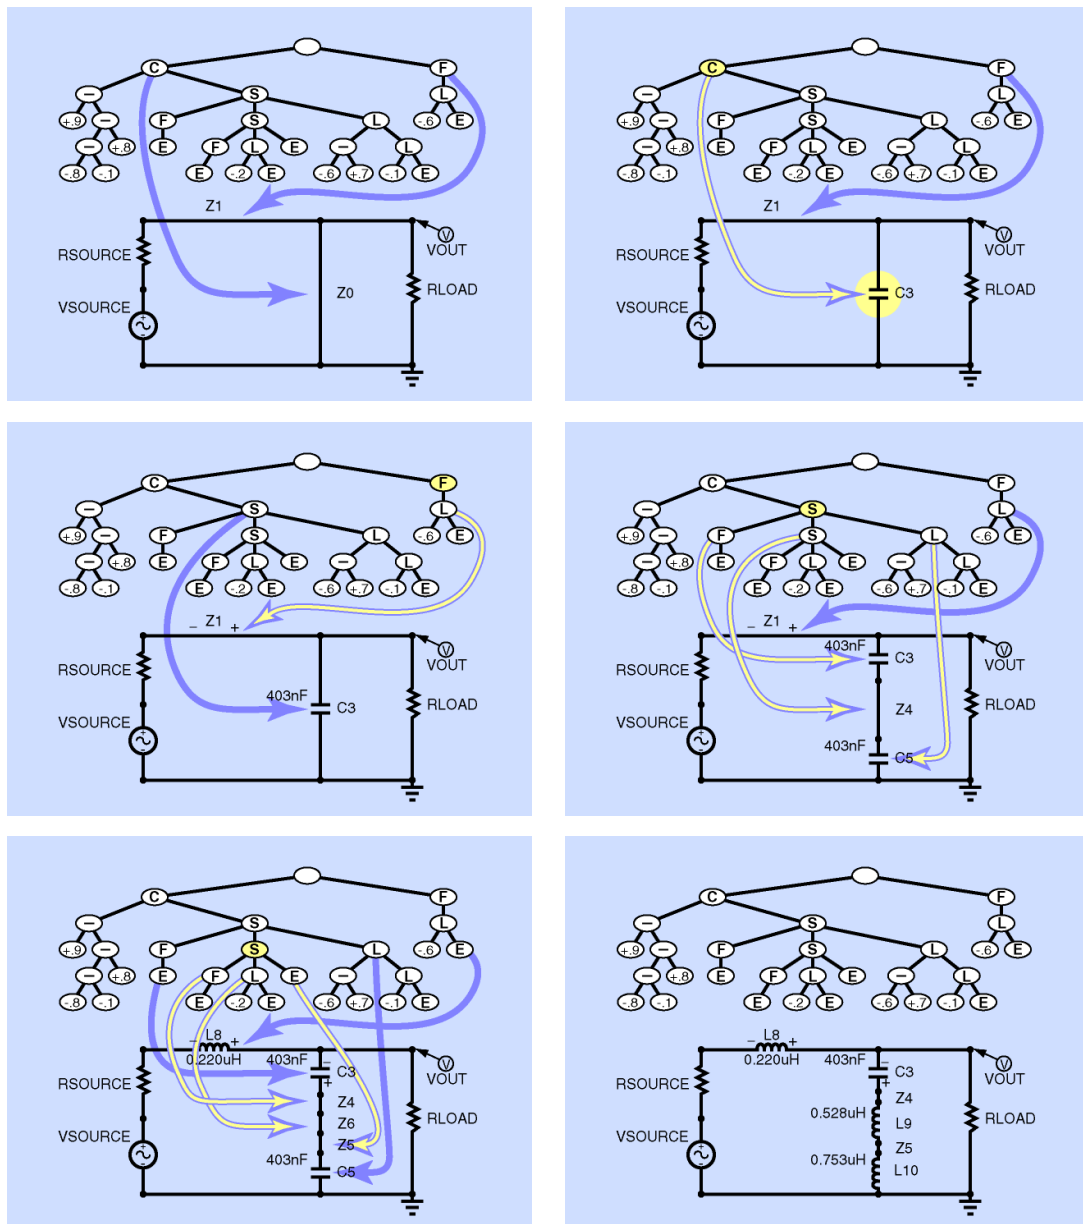 C F
– S L
+.9 – F S L -.6 E
– +.8 E F L E – L
-.8 -.1 E -.2 E -.6 +.7 -.1 E
Z1
V
VOUT
RSOURCE
Z0 RLOAD
VSOURCE
+
-
C F
– S L
+.9 – F S L -.6 E
– +.8 E F L E – L
-.8 -.1 E -.2 E -.6 +.7 -.1 E
Z1
V
VOUT
RSOURCE
C3 RLOAD
VSOURCE
+
-
C F
– S L
+.9 – F S L -.6 E
– +.8 E F L E – L
-.8 -.1 E -.2 E -.6 +.7 -.1 E
– Z1 +
V
VOUT
RSOURCE
403nF
C3 RLOAD
VSOURCE
+
-
C F
– S L
+.9 – F S L -.6 E
– +.8 E F L E – L
-.8 -.1 E -.2 E -.6 +.7 -.1 E
– Z1 +
V
403nF C3 VOUT
RSOURCE
Z4 RLOAD
VSOURCE
+
-
403nF
C5
C F
– S L
+.9 – F S L -.6 E
– +.8 E F L E – L
-.8 -.1 E -.2 E -.6 +.7 -.1 E
– L8 +
0.220uH 403nF –
V
C3 VOUT
+
RSOURCE
Z4
RLOAD
Z6
VSOURCE
Z5
+
-
403nF
C5
C F
– S L
+.9 – F S L -.6 E
– +.8 E F L E – L
-.8 -.1 E -.2 E -.6 +.7 -.1 E
– L8 +
0.220uH 403nF –
V
C3 VOUT
+
RSOURCE
Z4
0.528uH
L9 RLOAD
VSOURCE
Z5
+
-
0.753uH
L10